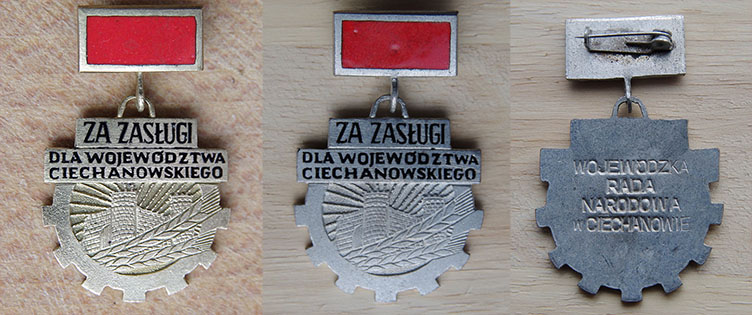 ZA ZASŁUGI
DLA WOJEWÓDZTWA
CIECHANOWSKIEGO
ZA ZASŁUGI
DLA WOJEWÓDZTWA
CIECHANOWSKIEGO
WOJEWÓDZKA
RADA
NARODOWA
W CIECHANOWIE